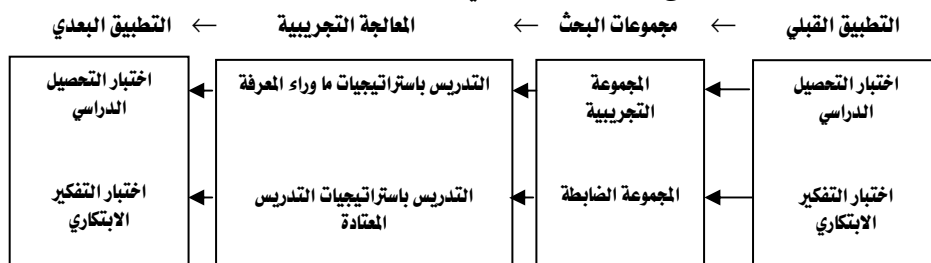 التطبيق القبلي ← مجموعات البحث ← المعالجة التجريبية ← التطبيق البعدي
اختبار التحصيل
الدراسي
اختبار التفكير
الابتكاري
المجموعة
التجريبية
المجموعة الضابطة
التدريس باستراتيجيات ما وراء المعرفة
التدريس باستراتيجيات التدريس
المعتادة
اختبار التحصيل
الدراسي
اختبار التفكير
الابتكاري